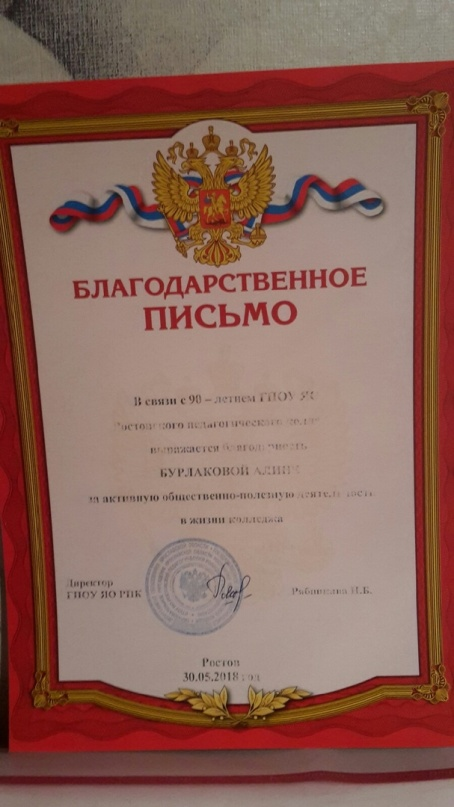 БЛАГОДАРСТВЕННОЕ
ПИСЬМО
В связи с 90 – летием ГПОУ ЯО
Ростовского педагогического колледжа
выражается благодарность
БУРЛАКОВОЙ АЛИНЕ
за активную общественно-полезную деятельность
в жизни колледжа
Директор
ГПОУ ЯО РПК
Ростов
30.05.2018 год